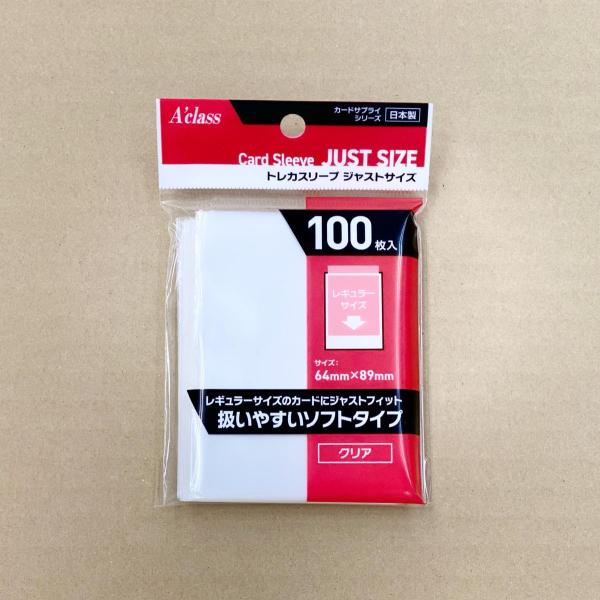 A'class
カードサプライ
シリーズ
日本製
Card Sleeve JUST SIZE
トレカスリーブ ジャストサイズ
100枚入
レギュラー
サイズ
サイズ:
64mm×89mm
レギュラーサイズのカードにジャストフィット
扱いやすいソフトタイプ
クリア